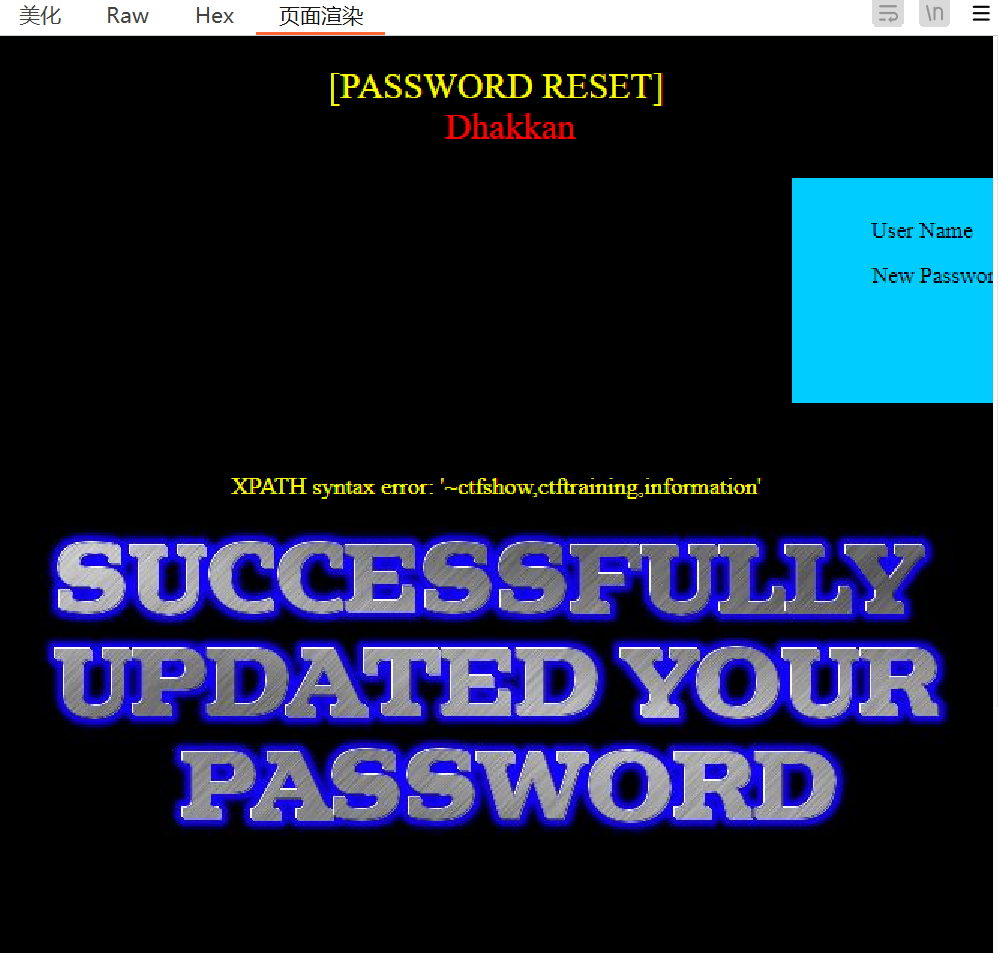 美化 Raw Hex 页面渲染 \n
[PASSWORD RESET]
Dhakkan
User Name
New Passwor
XPATH syntax error: '~ctfshow,ctftraining,information'
SUCCESSFULLY
UPDATED YOUR
PASSWORD